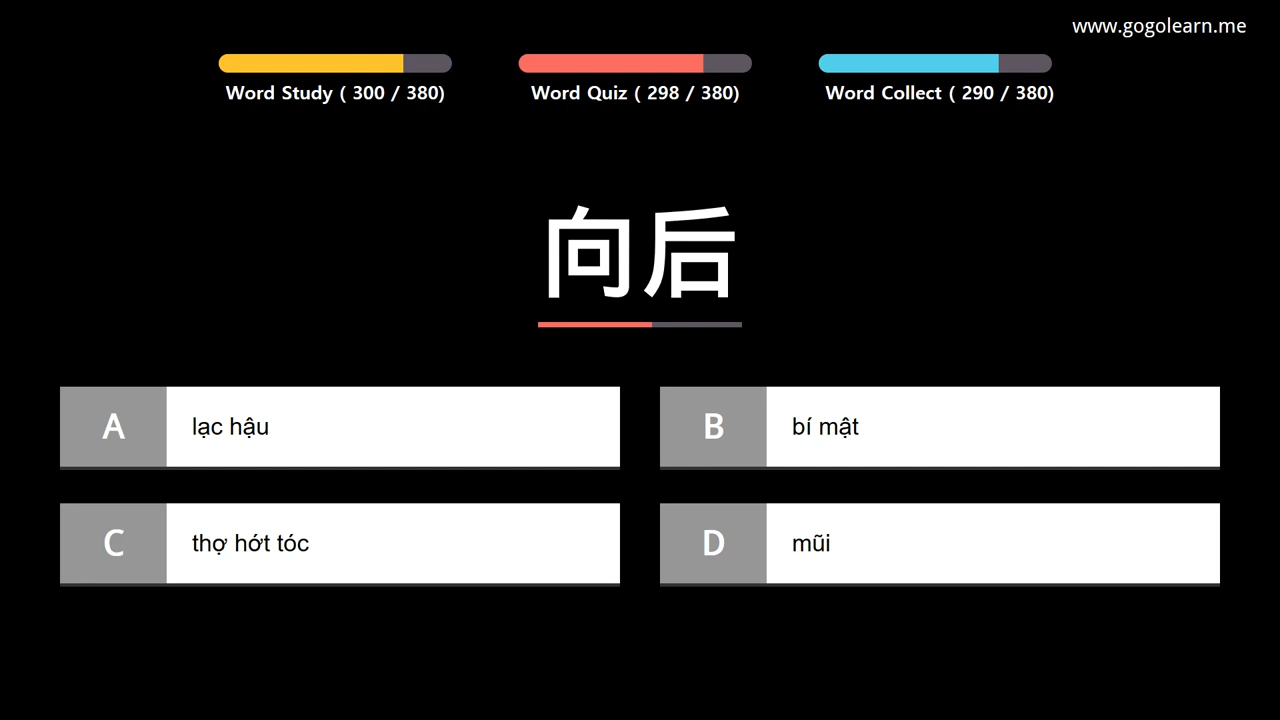 www.gogolearn.me
Word Study ( 300 / 380)
Word Quiz ( 298 / 380)
Word Collect ( 290 / 380)
向后
A
lạc hậu
B
bí mật
C
thợ hớt tóc
D
mũi